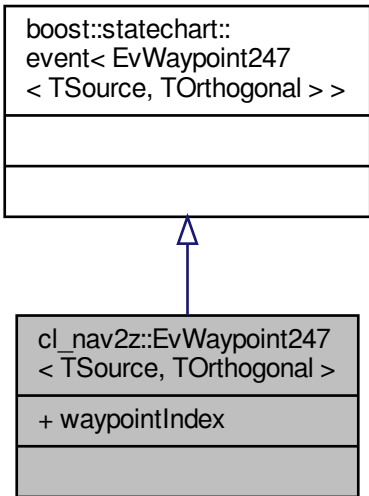 boost::statechart::
event< EvWaypoint247
< TSource, TOrthogonal > >
cl_nav2z::EvWaypoint247
< TSource, TOrthogonal >
+ waypointIndex